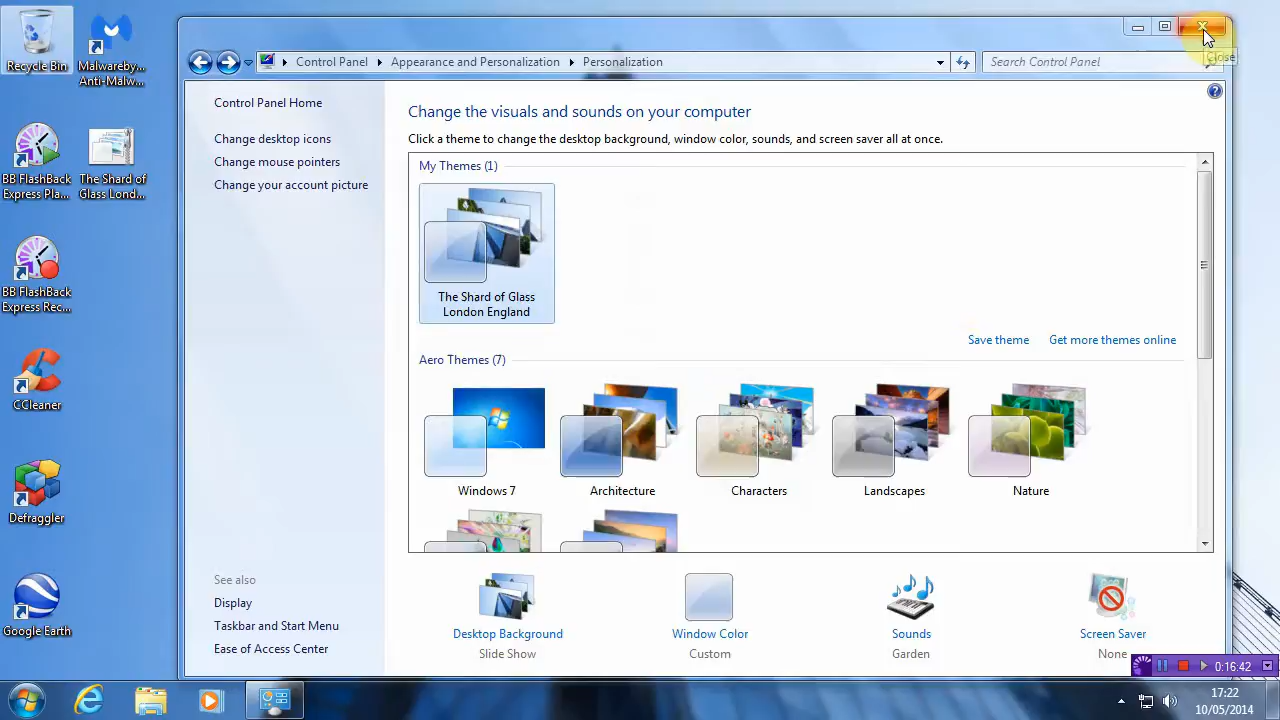 Recycle Bin
Malwareby...
Anti-Malw...
BB FlashBack
Express Pla...
The Shard of
Glass Lond...
BB FlashBack
Express Rec...
CCleaner
Defraggler
Google Earth
Control Panel
Appearance and Personalization
Personalization
Search Control Panel
Close
Control Panel Home
Change desktop icons
Change mouse pointers
Change your account picture
See also
Display
Taskbar and Start Menu
Ease of Access Center
Change the visuals and sounds on your computer
Click a theme to change the desktop background, window color, sounds, and screen saver all at once.
My Themes (1)
The Shard of Glass
London England
Save theme
Get more themes online
Aero Themes (7)
Windows 7
Architecture
Characters
Landscapes
Nature
Desktop Background
Slide Show
Window Color
Custom
Sounds
Garden
Screen Saver
None
0:16:42
17:22
10/05/2014